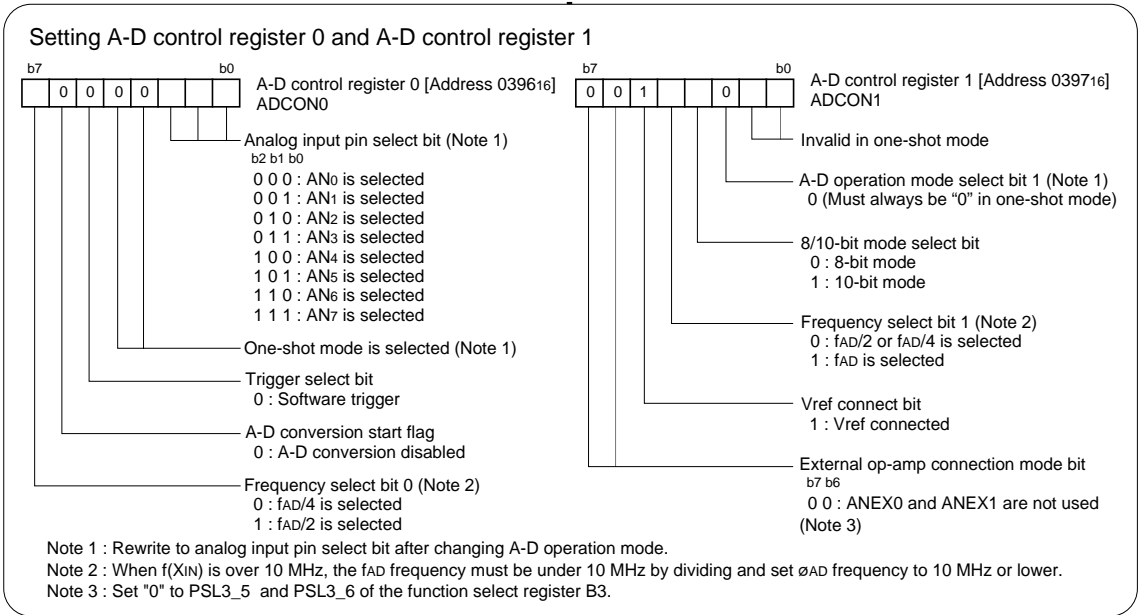 Setting A-D control register 0 and A-D control register 1
b7 b0
0 0 0 0
A-D control register 0 [Address 0396₁₆]
ADCON0
Analog input pin select bit (Note 1)
b2 b1 b0
0 0 0 : AN0 is selected
0 0 1 : AN1 is selected
0 1 0 : AN2 is selected
0 1 1 : AN3 is selected
1 0 0 : AN4 is selected
1 0 1 : AN5 is selected
1 1 0 : AN6 is selected
1 1 1 : AN7 is selected
One-shot mode is selected (Note 1)
Trigger select bit
0 : Software trigger
A-D conversion start flag
0 : A-D conversion disabled
Frequency select bit 0 (Note 2)
0 : fAD/4 is selected
1 : fAD/2 is selected
b7 b0
0 0 1 0
A-D control register 1 [Address 0397₁₆]
ADCON1
Invalid in one-shot mode
A-D operation mode select bit 1 (Note 1)
0 (Must always be “0” in one-shot mode)
8/10-bit mode select bit
0 : 8-bit mode
1 : 10-bit mode
Frequency select bit 1 (Note 2)
0 : fAD/2 or fAD/4 is selected
1 : fAD is selected
Vref connect bit
1 : Vref connected
External op-amp connection mode bit
b7 b6
0 0 : ANEX0 and ANEX1 are not used
(Note 3)
Note 1 : Rewrite to analog input pin select bit after changing A-D operation mode.
Note 2 : When f(XIN) is over 10 MHz, the fAD frequency must be under 10 MHz by dividing and set øAD frequency to 10 MHz or lower.
Note 3 : Set "0" to PSL3_5 and PSL3_6 of the function select register B3.